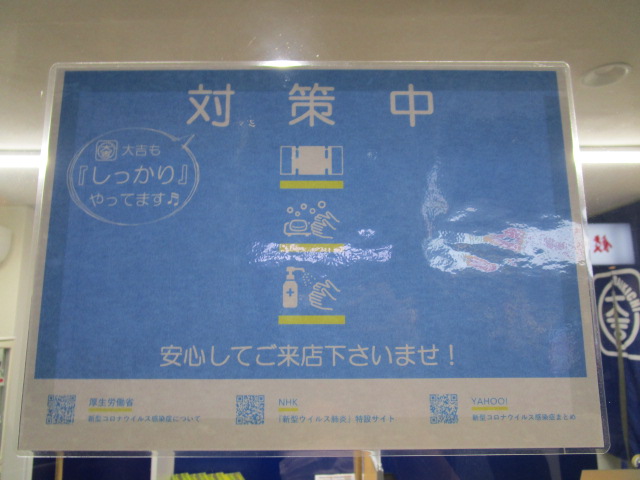 対策中
大吉も
『しっかり』
やってます♬
安心してご来店下さいませ！
厚生労働省
新型コロナウイルス感染症について
NHK
「新型ウイルス肺炎」特設サイト
YAHOO!
新型コロナウイルス感染症まとめ